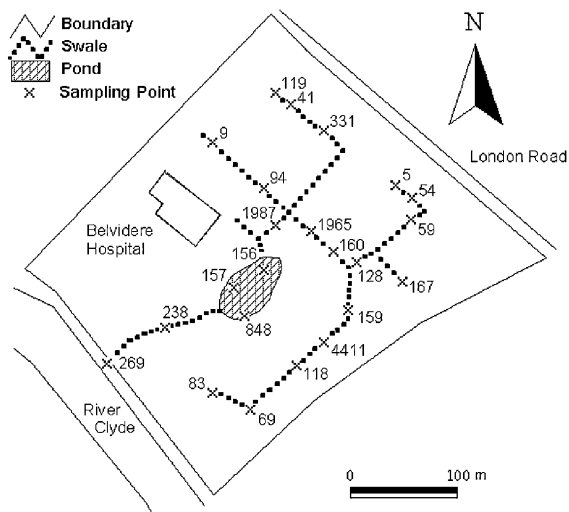 Boundary
Swale
Pond
Sampling Point
N
London Road
119
41
331
9
94
5
54
59
1987
1965
160
128
167
Belvidere
Hospital
156
157
848
238
269
159
4411
118
83
69
River
Clyde
0 100 m